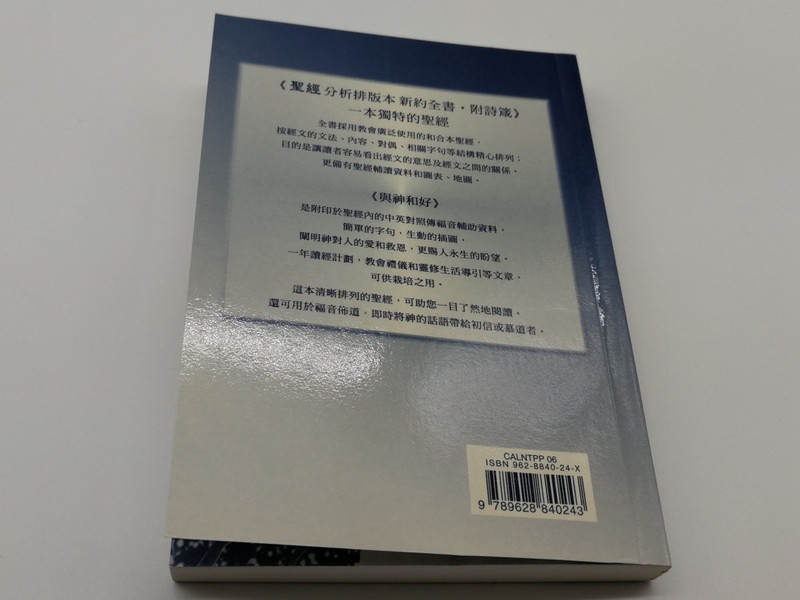 《聖經 分析排版本 新約全書・附詩箴》
一本獨特的聖經
全書採用教會廣泛使用的和合本聖經，
按經文的文法、內容、對偶、相關字句等結構精心排列；
目的是讓讀者容易看出經文的意思及經文之間的關係。
更備有聖經輔讀資料和圖表、地圖。
《與神和好》
是附印於聖經內的中英對照傳福音輔助資料，
簡單的字句，生動的插圖，
闡明神對人的愛和救恩，更賜人永生的盼望。
一年讀經計劃，教會禮儀和靈修生活導引等文章，
可供栽培之用。
這本清晰排列的聖經，可助您一目了然地閱讀，
還可用於福音佈道，即時將神的話語帶給初信或慕道者。
CALNTPP 06
ISBN 962-8840-24-X
9 789628 840243